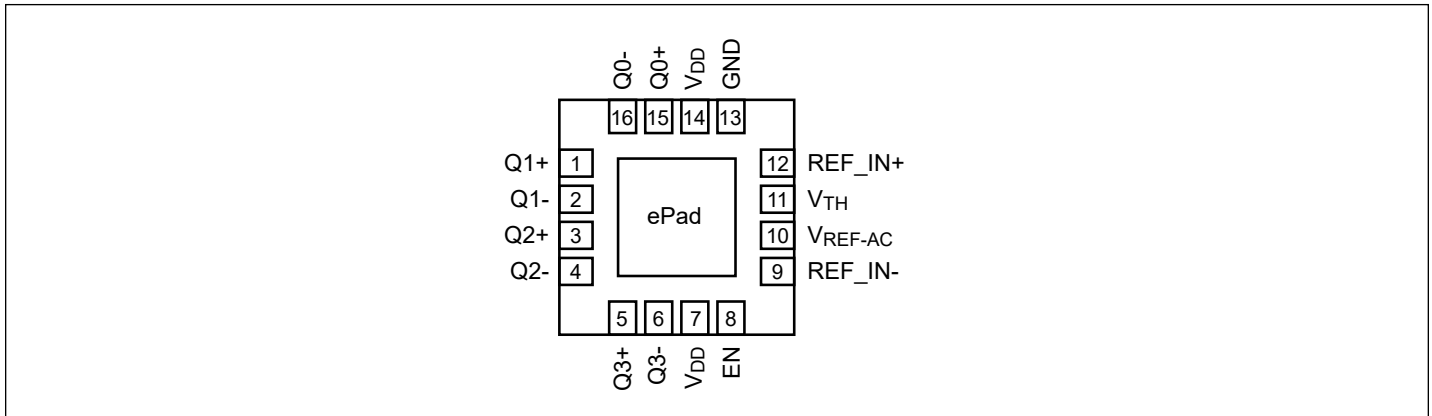 Q0- Q0+ VDD GND
16 15 14 13
Q1+ 1 12 REF_IN+
Q1- 2 11 VTH
Q2+ 3 ePad 10 VREF-AC
Q2- 4 9 REF_IN-
5 6 7 8
Q3+ Q3- VDD EN